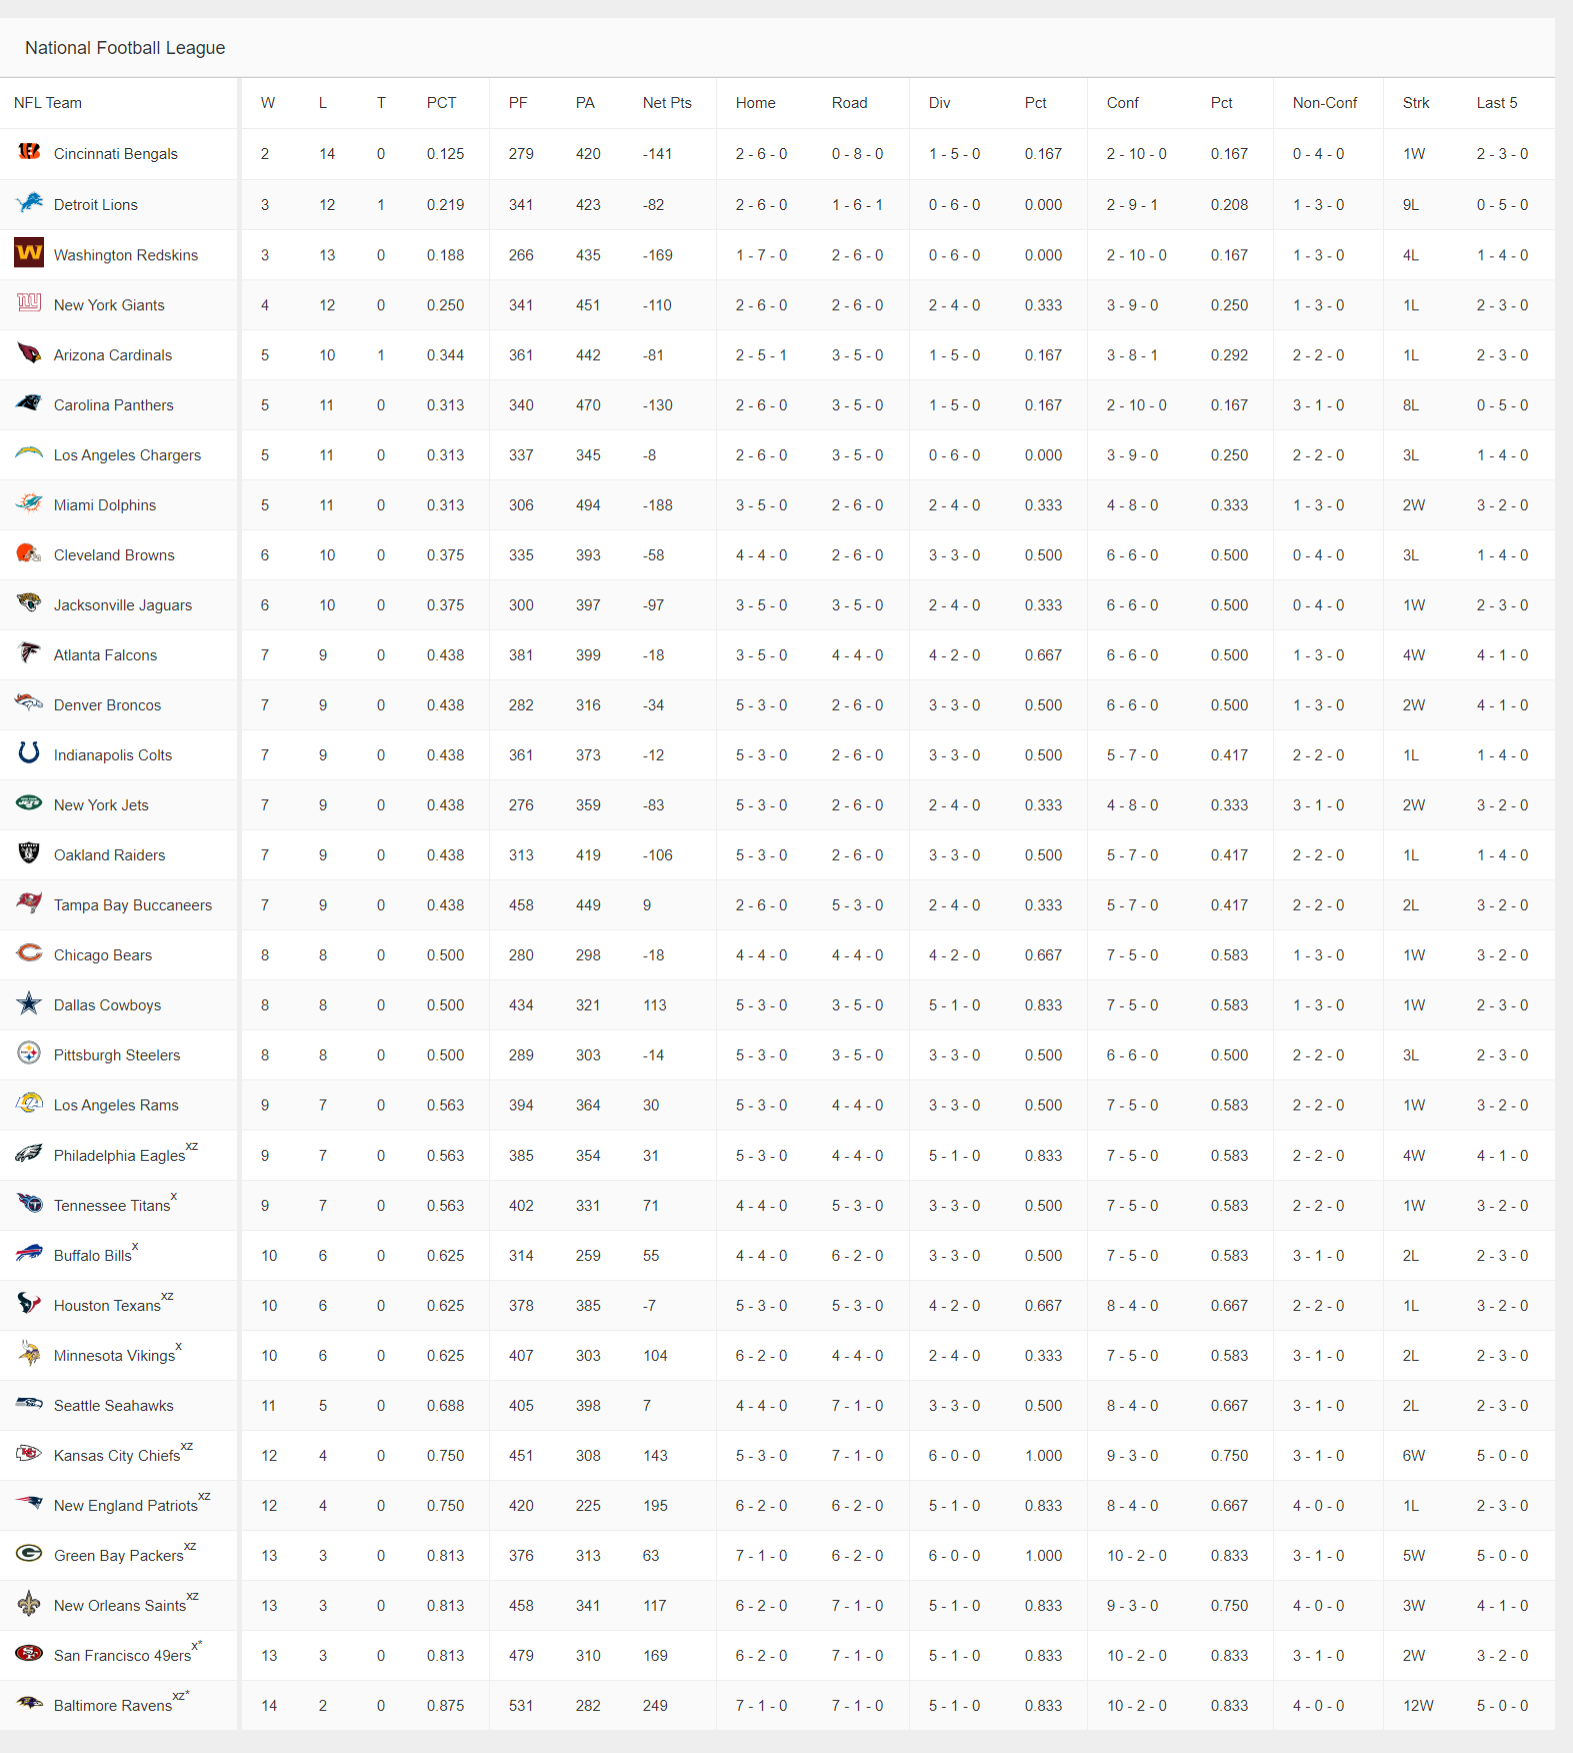 National Football League
NFL Team W L T PCT PF PA Net Pts Home Road Div Pct Conf Pct Non-Conf Strk Last 5
Cincinnati Bengals 2 14 0 0.125 279 420 -141 2 - 6 - 0 0 - 8 - 0 1 - 5 - 0 0.167 2 - 10 - 0 0.167 0 - 4 - 0 1W 2 - 3 - 0
Detroit Lions 3 12 1 0.219 341 423 -82 2 - 6 - 0 1 - 6 - 1 0 - 6 - 0 0.000 2 - 9 - 1 0.208 1 - 3 - 0 9L 0 - 5 - 0
W Washington Redskins 3 13 0 0.188 266 435 -169 1 - 7 - 0 2 - 6 - 0 0 - 6 - 0 0.000 2 - 10 - 0 0.167 1 - 3 - 0 4L 1 - 4 - 0
ny New York Giants 4 12 0 0.250 341 451 -110 2 - 6 - 0 2 - 6 - 0 2 - 4 - 0 0.333 3 - 9 - 0 0.250 1 - 3 - 0 1L 2 - 3 - 0
Arizona Cardinals 5 10 1 0.344 361 442 -81 2 - 5 - 1 3 - 5 - 0 1 - 5 - 0 0.167 3 - 8 - 1 0.292 2 - 2 - 0 1L 2 - 3 - 0
Carolina Panthers 5 11 0 0.313 340 470 -130 2 - 6 - 0 3 - 5 - 0 1 - 5 - 0 0.167 2 - 10 - 0 0.167 3 - 1 - 0 8L 0 - 5 - 0
Los Angeles Chargers 5 11 0 0.313 337 345 -8 2 - 6 - 0 3 - 5 - 0 0 - 6 - 0 0.000 3 - 9 - 0 0.250 2 - 2 - 0 3L 1 - 4 - 0
Miami Dolphins 5 11 0 0.313 306 494 -188 3 - 5 - 0 2 - 6 - 0 2 - 4 - 0 0.333 4 - 8 - 0 0.333 1 - 3 - 0 2W 3 - 2 - 0
Cleveland Browns 6 10 0 0.375 335 393 -58 4 - 4 - 0 2 - 6 - 0 3 - 3 - 0 0.500 6 - 6 - 0 0.500 0 - 4 - 0 3L 1 - 4 - 0
Jacksonville Jaguars 6 10 0 0.375 300 397 -97 3 - 5 - 0 3 - 5 - 0 2 - 4 - 0 0.333 6 - 6 - 0 0.500 0 - 4 - 0 1W 2 - 3 - 0
Atlanta Falcons 7 9 0 0.438 381 399 -18 3 - 5 - 0 4 - 4 - 0 4 - 2 - 0 0.667 6 - 6 - 0 0.500 1 - 3 - 0 4W 4 - 1 - 0
Denver Broncos 7 9 0 0.438 282 316 -34 5 - 3 - 0 2 - 6 - 0 3 - 3 - 0 0.500 6 - 6 - 0 0.500 1 - 3 - 0 2W 4 - 1 - 0
Indianapolis Colts 7 9 0 0.438 361 373 -12 5 - 3 - 0 2 - 6 - 0 3 - 3 - 0 0.500 5 - 7 - 0 0.417 2 - 2 - 0 1L 1 - 4 - 0
JETS New York Jets 7 9 0 0.438 276 359 -83 5 - 3 - 0 2 - 6 - 0 2 - 4 - 0 0.333 4 - 8 - 0 0.333 3 - 1 - 0 2W 3 - 2 - 0
Oakland Raiders 7 9 0 0.438 313 419 -106 5 - 3 - 0 2 - 6 - 0 3 - 3 - 0 0.500 5 - 7 - 0 0.417 2 - 2 - 0 1L 1 - 4 - 0
Tampa Bay Buccaneers 7 9 0 0.438 458 449 9 2 - 6 - 0 5 - 3 - 0 2 - 4 - 0 0.333 5 - 7 - 0 0.417 2 - 2 - 0 2L 3 - 2 - 0
Chicago Bears 8 8 0 0.500 280 298 -18 4 - 4 - 0 4 - 4 - 0 4 - 2 - 0 0.667 7 - 5 - 0 0.583 1 - 3 - 0 1W 3 - 2 - 0
Dallas Cowboys 8 8 0 0.500 434 321 113 5 - 3 - 0 3 - 5 - 0 5 - 1 - 0 0.833 7 - 5 - 0 0.583 1 - 3 - 0 1W 2 - 3 - 0
Pittsburgh Steelers 8 8 0 0.500 289 303 -14 5 - 3 - 0 3 - 5 - 0 3 - 3 - 0 0.500 6 - 6 - 0 0.500 2 - 2 - 0 3L 2 - 3 - 0
Los Angeles Rams 9 7 0 0.563 394 364 30 5 - 3 - 0 4 - 4 - 0 3 - 3 - 0 0.500 7 - 5 - 0 0.583 2 - 2 - 0 1W 3 - 2 - 0
Philadelphia Eagles xz 9 7 0 0.563 385 354 31 5 - 3 - 0 4 - 4 - 0 5 - 1 - 0 0.833 7 - 5 - 0 0.583 2 - 2 - 0 4W 4 - 1 - 0
Tennessee Titans x 9 7 0 0.563 402 331 71 4 - 4 - 0 5 - 3 - 0 3 - 3 - 0 0.500 7 - 5 - 0 0.583 2 - 2 - 0 1W 3 - 2 - 0
Buffalo Bills x 10 6 0 0.625 314 259 55 4 - 4 - 0 6 - 2 - 0 3 - 3 - 0 0.500 7 - 5 - 0 0.583 3 - 1 - 0 2L 2 - 3 - 0
Houston Texans xz 10 6 0 0.625 378 385 -7 5 - 3 - 0 5 - 3 - 0 4 - 2 - 0 0.667 8 - 4 - 0 0.667 2 - 2 - 0 1L 3 - 2 - 0
Minnesota Vikings x 10 6 0 0.625 407 303 104 6 - 2 - 0 4 - 4 - 0 2 - 4 - 0 0.333 7 - 5 - 0 0.583 3 - 1 - 0 2L 2 - 3 - 0
Seattle Seahawks 11 5 0 0.688 405 398 7 4 - 4 - 0 7 - 1 - 0 3 - 3 - 0 0.500 8 - 4 - 0 0.667 3 - 1 - 0 2L 2 - 3 - 0
KC Kansas City Chiefs xz 12 4 0 0.750 451 308 143 5 - 3 - 0 7 - 1 - 0 6 - 0 - 0 1.000 9 - 3 - 0 0.750 3 - 1 - 0 6W 5 - 0 - 0
New England Patriots xz 12 4 0 0.750 420 225 195 6 - 2 - 0 6 - 2 - 0 5 - 1 - 0 0.833 8 - 4 - 0 0.667 4 - 0 - 0 1L 2 - 3 - 0
G Green Bay Packers xz 13 3 0 0.813 376 313 63 7 - 1 - 0 6 - 2 - 0 6 - 0 - 0 1.000 10 - 2 - 0 0.833 3 - 1 - 0 5W 5 - 0 - 0
New Orleans Saints xz 13 3 0 0.813 458 341 117 6 - 2 - 0 7 - 1 - 0 5 - 1 - 0 0.833 9 - 3 - 0 0.750 4 - 0 - 0 3W 4 - 1 - 0
SF San Francisco 49ers x* 13 3 0 0.813 479 310 169 6 - 2 - 0 7 - 1 - 0 5 - 1 - 0 0.833 10 - 2 - 0 0.833 3 - 1 - 0 2W 3 - 2 - 0
Baltimore Ravens xz* 14 2 0 0.875 531 282 249 7 - 1 - 0 7 - 1 - 0 5 - 1 - 0 0.833 10 - 2 - 0 0.833 4 - 0 - 0 12W 5 - 0 - 0